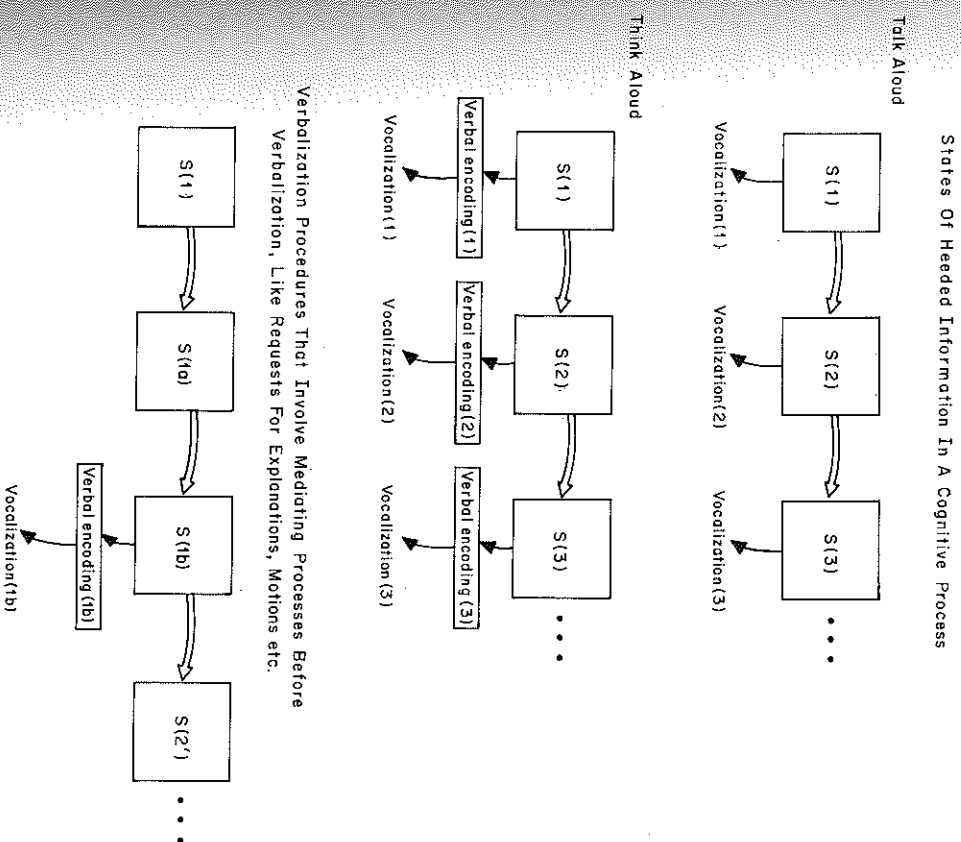 States Of Heeded Information In A Cognitive Process
Talk Aloud
S(1)
S(2)
S(3)
Vocalization(1)
Vocalization(2)
Vocalization(3)
Think Aloud
S(1)
S(2)
S(3)
Verbal encoding(1)
Verbal encoding(2)
Verbal encoding(3)
Vocalization(1)
Vocalization(2)
Vocalization(3)
Verbalization Procedures That Involve Mediating Processes Before
Verbalization, Like Requests For Explanations, Motions etc.
S(1)
S(1a)
S(1b)
S(2')
Verbal encoding(1b)
Vocalization(1b)